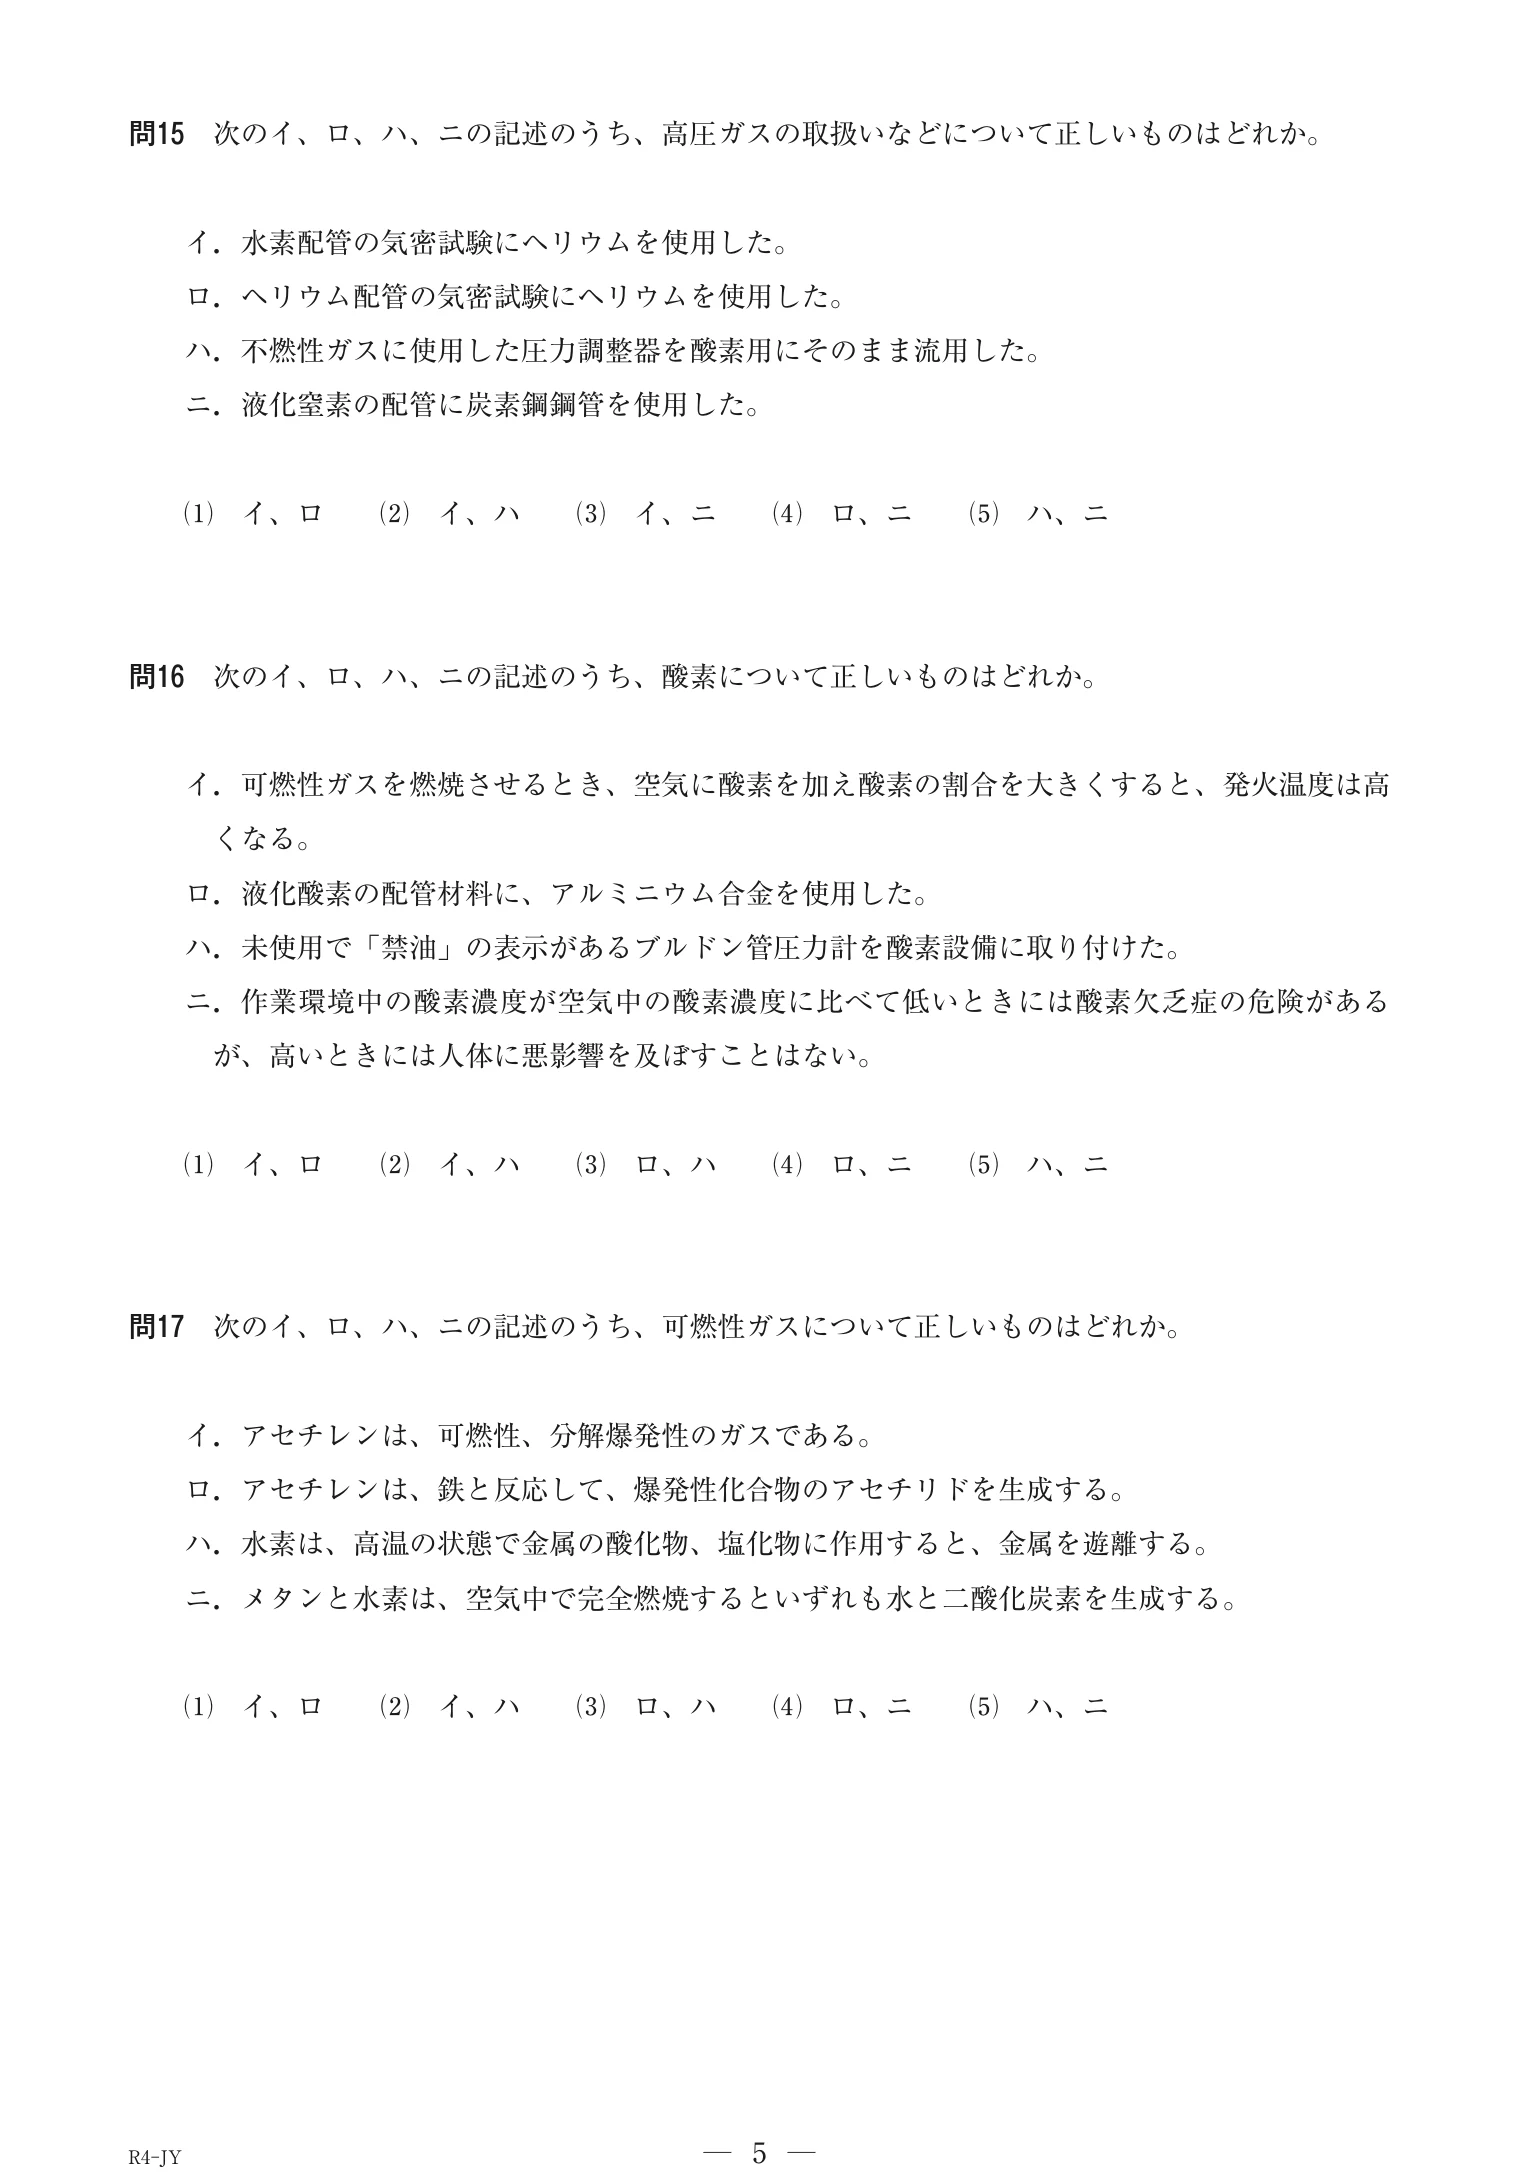 問15　次のイ、ロ、ハ、ニの記述のうち、高圧ガスの取扱いなどについて正しいものはどれか。
イ．水素配管の気密試験にヘリウムを使用した。
ロ．ヘリウム配管の気密試験にヘリウムを使用した。
ハ．不燃性ガスに使用した圧力調整器を酸素用にそのまま流用した。
ニ．液化窒素の配管に炭素鋼鋼管を使用した。
(1)　イ、ロ　　(2)　イ、ハ　　(3)　イ、ニ　　(4)　ロ、ニ　　(5)　ハ、ニ
問16　次のイ、ロ、ハ、ニの記述のうち、酸素について正しいものはどれか。
イ．可燃性ガスを燃焼させるとき、空気に酸素を加え酸素の割合を大きくすると、発火温度は高
くなる。
ロ．液化酸素の配管材料に、アルミニウム合金を使用した。
ハ．未使用で「禁油」の表示があるブルドン管圧力計を酸素設備に取り付けた。
ニ．作業環境中の酸素濃度が空気中の酸素濃度に比べて低いときには酸素欠乏症の危険がある
が、高いときには人体に悪影響を及ぼすことはない。
(1)　イ、ロ　　(2)　イ、ハ　　(3)　ロ、ハ　　(4)　ロ、ニ　　(5)　ハ、ニ
問17　次のイ、ロ、ハ、ニの記述のうち、可燃性ガスについて正しいものはどれか。
イ．アセチレンは、可燃性、分解爆発性のガスである。
ロ．アセチレンは、鉄と反応して、爆発性化合物のアセチリドを生成する。
ハ．水素は、高温の状態で金属の酸化物、塩化物に作用すると、金属を遊離する。
ニ．メタンと水素は、空気中で完全燃焼するといずれも水と二酸化炭素を生成する。
(1)　イ、ロ　　(2)　イ、ハ　　(3)　ロ、ハ　　(4)　ロ、ニ　　(5)　ハ、ニ
R4-JY　　— 5 —